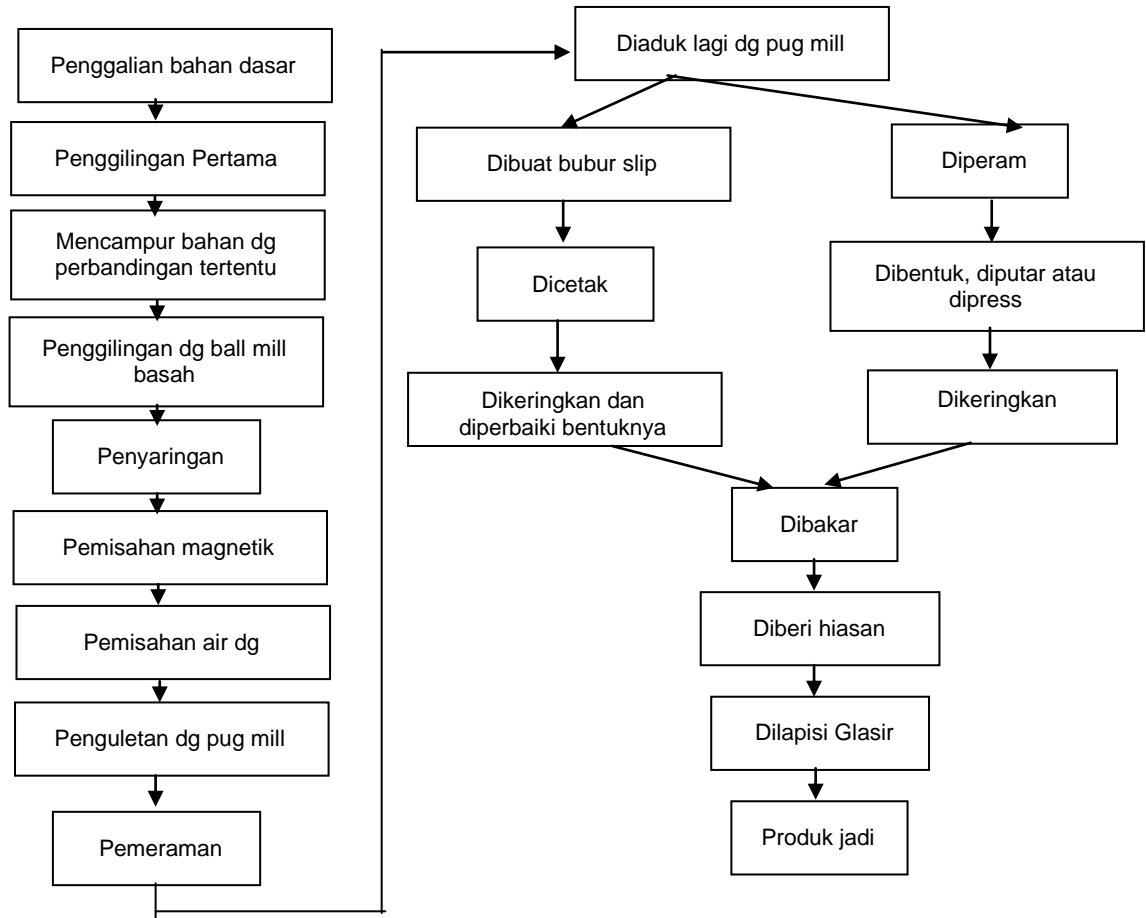 Penggalian bahan dasar
Penggilingan Pertama
Mencampur bahan dg
perbandingan tertentu
Penggilingan dg ball mill
basah
Penyaringan
Pemisahan magnetik
Pemisahan air dg
Penguletan dg pug mill
Pemeraman
Diaduk lagi dg pug mill
Dibuat bubur slip
Dicetak
Dikeringkan dan
diperbaiki bentuknya
Diperam
Dibentuk, diputar atau
dipress
Dikeringkan
Dibakar
Diberi hiasan
Dilapisi Glasir
Produk jadi